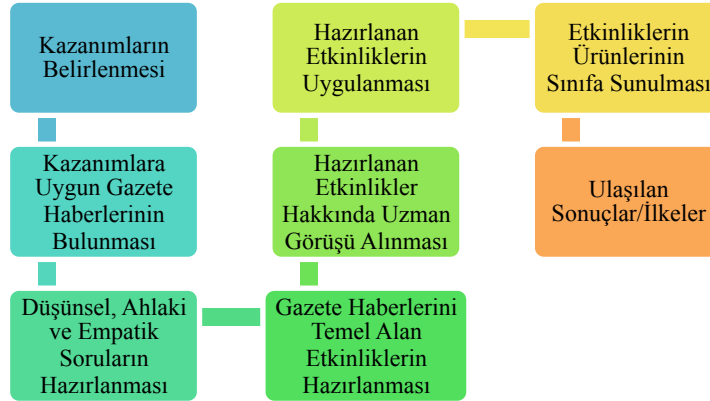 Kazanımların
Belirlenmesi
Kazanımlara
Uygun Gazete
Haberlerinin
Bulunması
Düşünsel, Ahlaki
ve Empatik
Soruların
Hazırlanması
Gazete Haberlerini
Temel Alan
Etkinliklerin
Hazırlanması
Hazırlanan
Etkinlikler
Hakkında Uzman
Görüşü Alınması
Hazırlanan
Etkinliklerin
Uygulanması
Etkinliklerin
Ürünlerinin
Sınıfa Sunulması
Ulaşılan
Sonuçlar/İlkeler